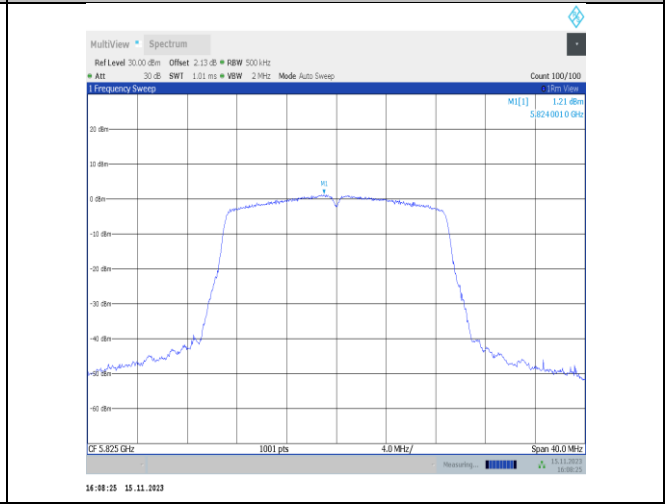 MultiView Spectrum
Ref Level 30.00 dBm Offset 2.13 dB RBW 500 kHz
Att 30 dB SWT 1.01 ms VBW 2 MHz Mode Auto Sweep Count 100/100
1 Frequency Sweep 1Rm View
M1[1] 1.21 dBm
5.8240010 GHz
20 dBm
10 dBm
M1
0 dBm
-10 dBm
-20 dBm
-30 dBm
-40 dBm
-50 dBm
-60 dBm
CF 5.825 GHz 1001 pts 4.0 MHz/ Span 40.0 MHz
Measuring... 15.11.2023
16:08:25
16:08:25 15.11.2023